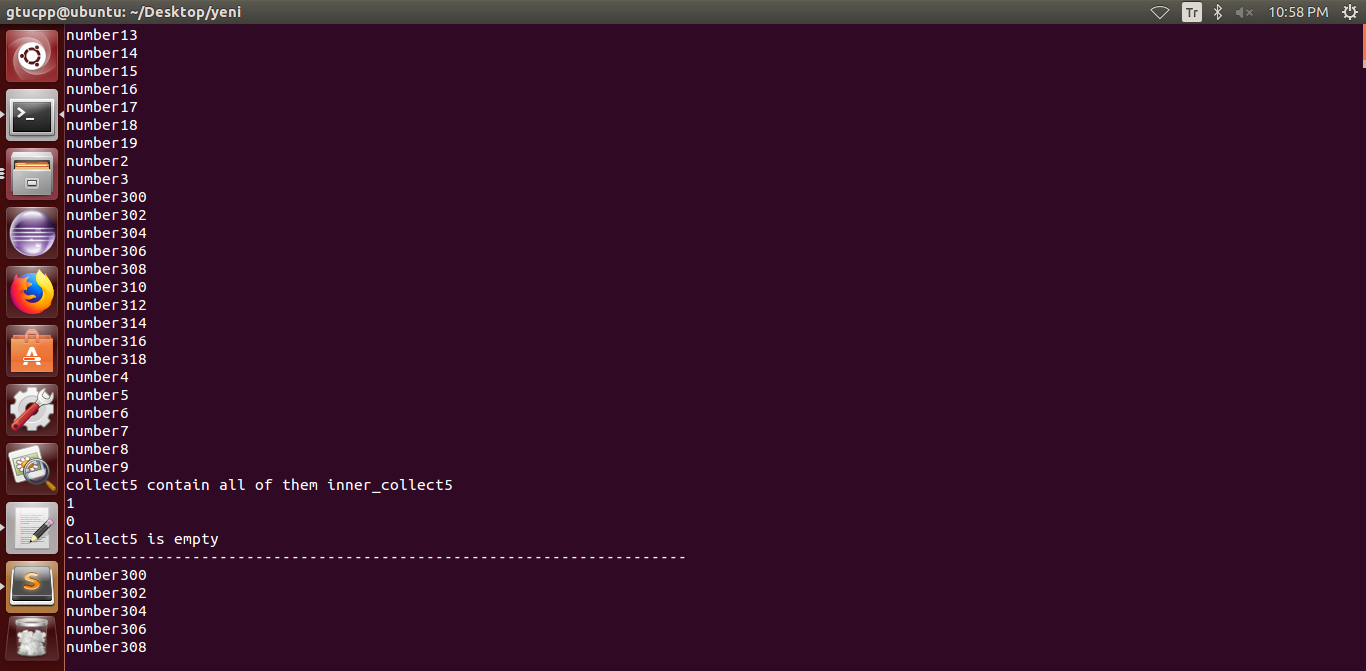 gtucpp@ubuntu: ~/Desktop/yeni
Tr
10:58 PM
number13
number14
number15
number16
number17
number18
number19
number2
number3
number300
number302
number304
number306
number308
number310
number312
number314
number316
number318
number4
number5
number6
number7
number8
number9
collect5 contain all of them inner_collect5
1
0
collect5 is empty
---------------------------------------------------------------------
number300
number302
number304
number306
number308